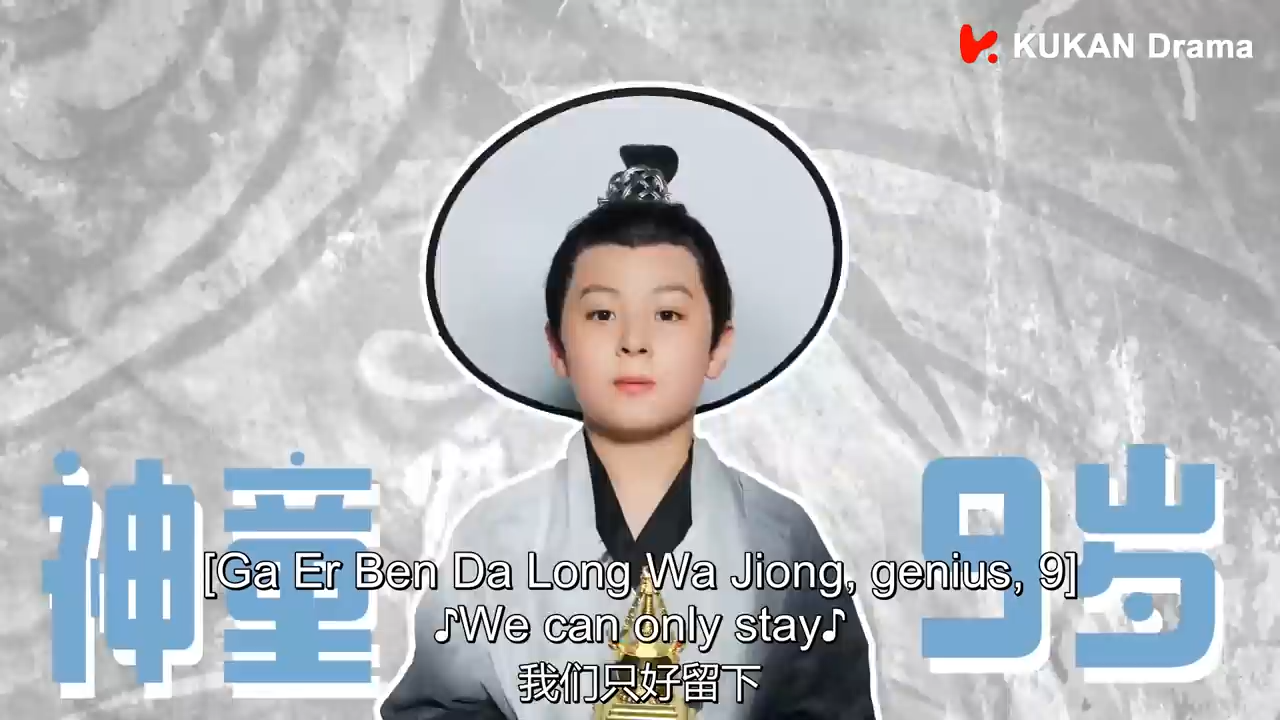 KUKAN Drama
神童 9岁
[Ga Er Ben Da Long Wa Jiong, genius, 9]
♪We can only stay♪
我们只好留下